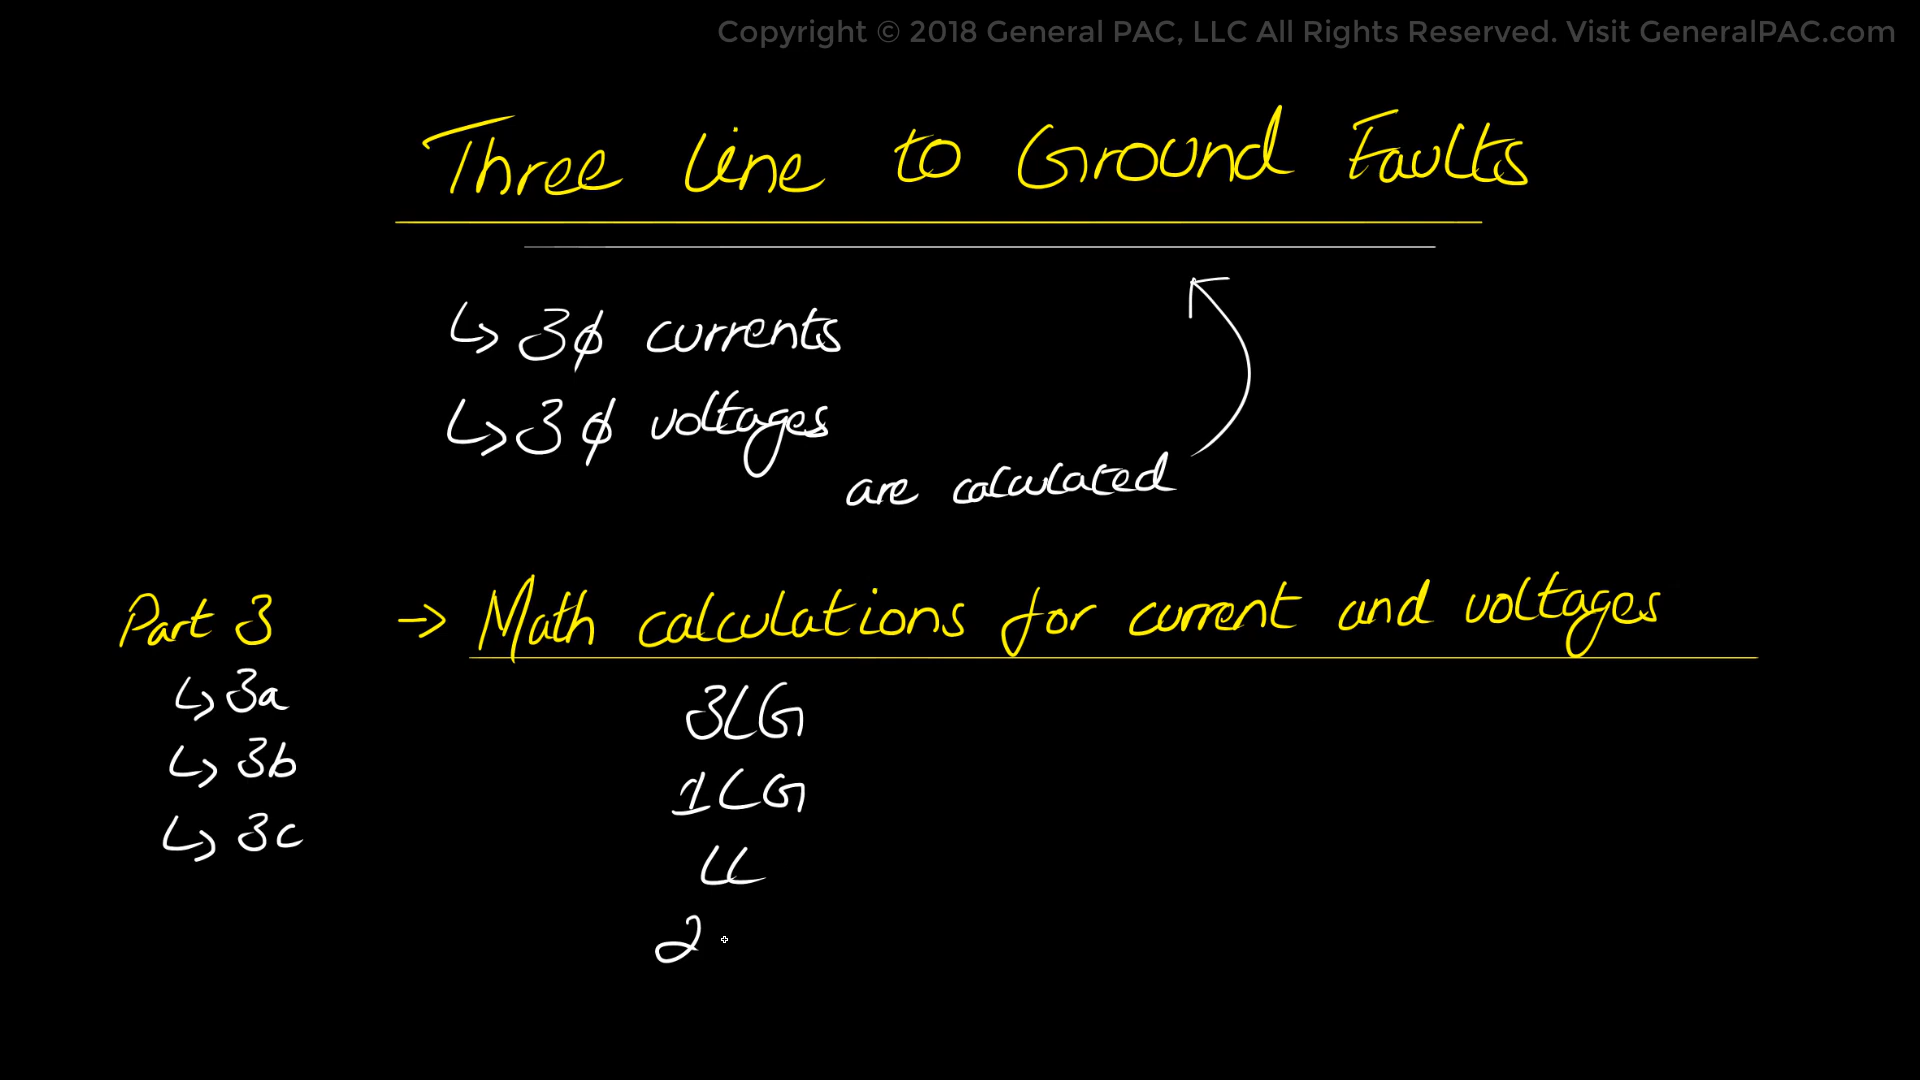 Copyright © 2018 General PAC, LLC All Rights Reserved. Visit GeneralPAC.com
Three Line to Ground Faults
↳ 3ϕ currents
↳ 3ϕ voltages
are calculated
Part 3 → Math calculations for current and voltages
↳ 3a
↳ 3b
↳ 3c
3LG
1LG
LL
2